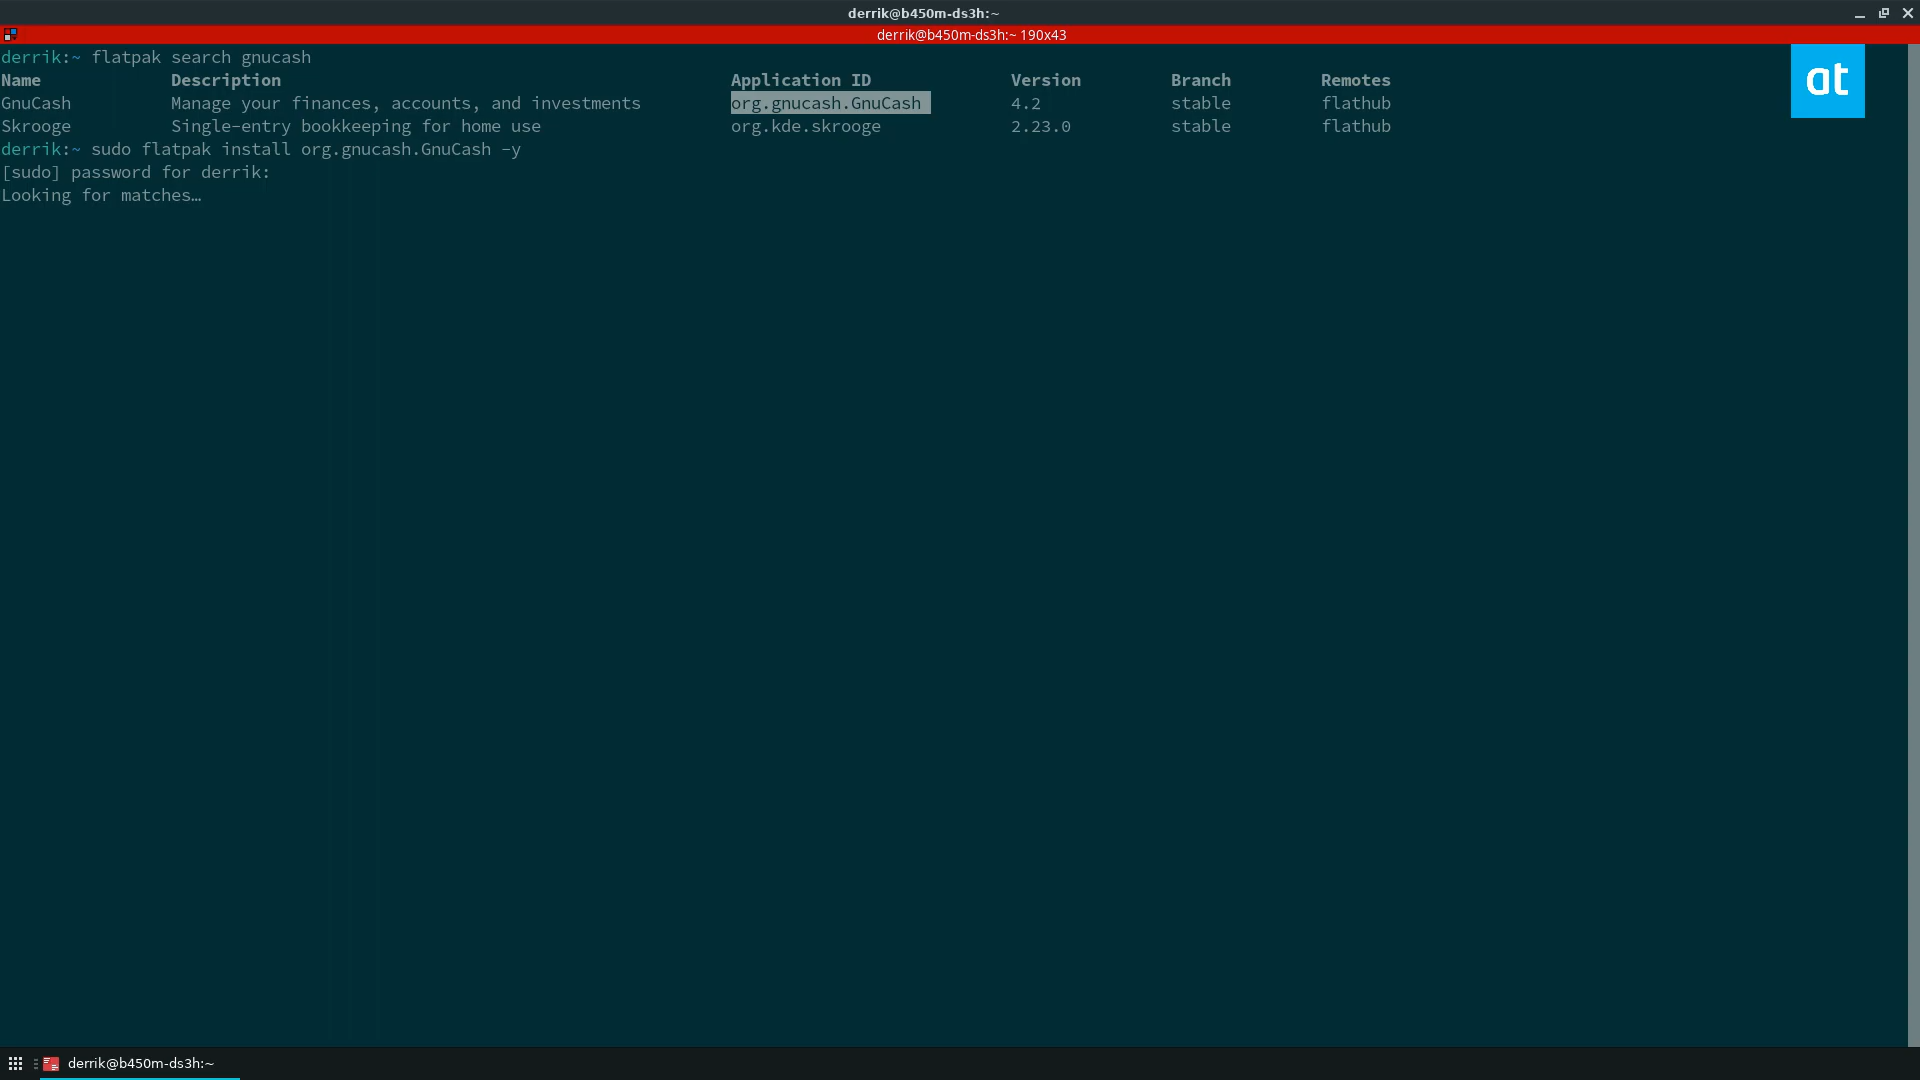 derrik@b450m-ds3h:~
derrik@b450m-ds3h:~ 190x43
derrik:~ flatpak search gnucash
Name Description Application ID Version Branch Remotes
GnuCash Manage your finances, accounts, and investments org.gnucash.GnuCash 4.2 stable flathub
Skrooge Single-entry bookkeeping for home use org.kde.skrooge 2.23.0 stable flathub
derrik:~ sudo flatpak install org.gnucash.GnuCash -y
[sudo] password for derrik:
Looking for matches…
at
derrik@b450m-ds3h:~